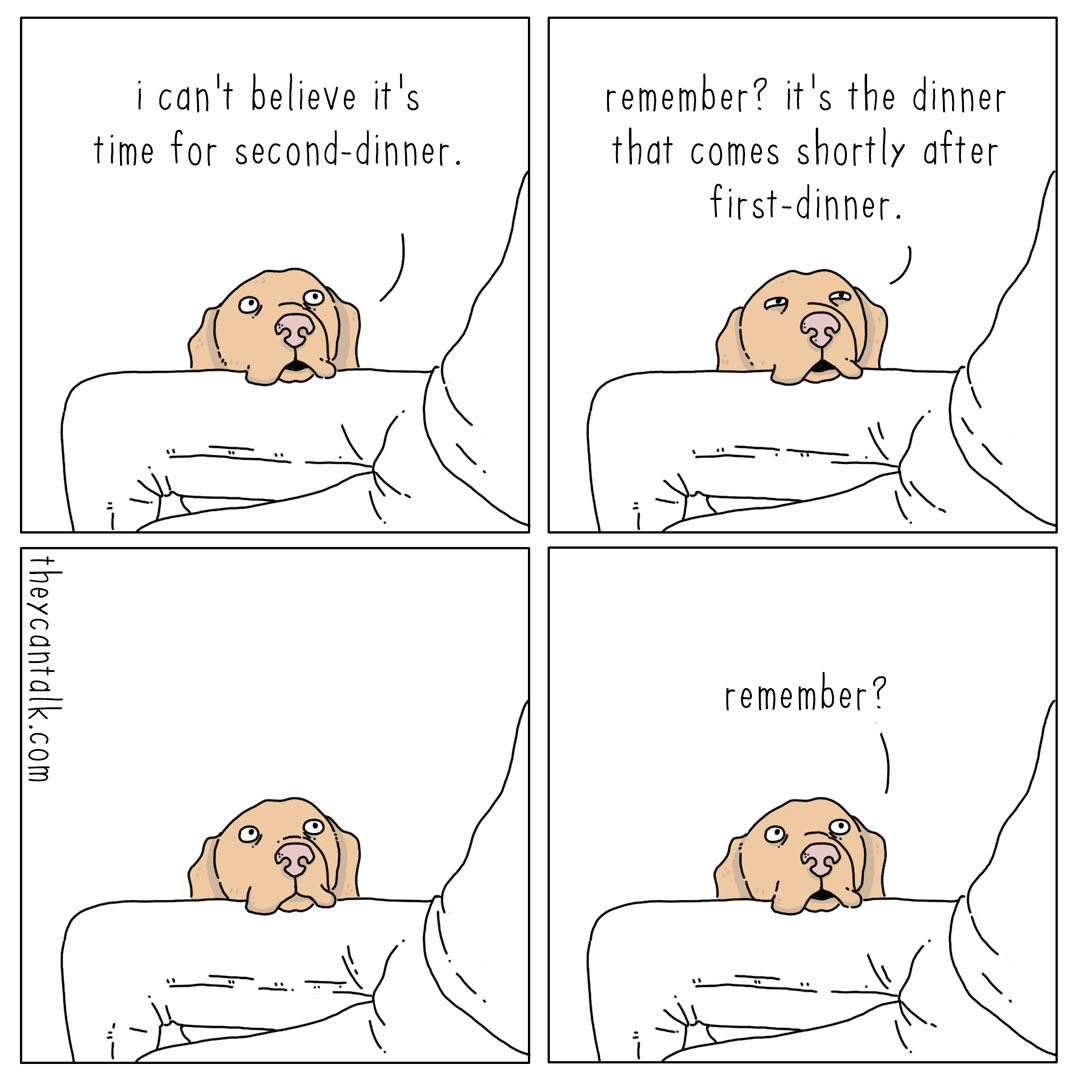 i can't believe it's
time for second-dinner.
remember? it's the dinner
that comes shortly after
first-dinner.
theycantalk.com
remember?